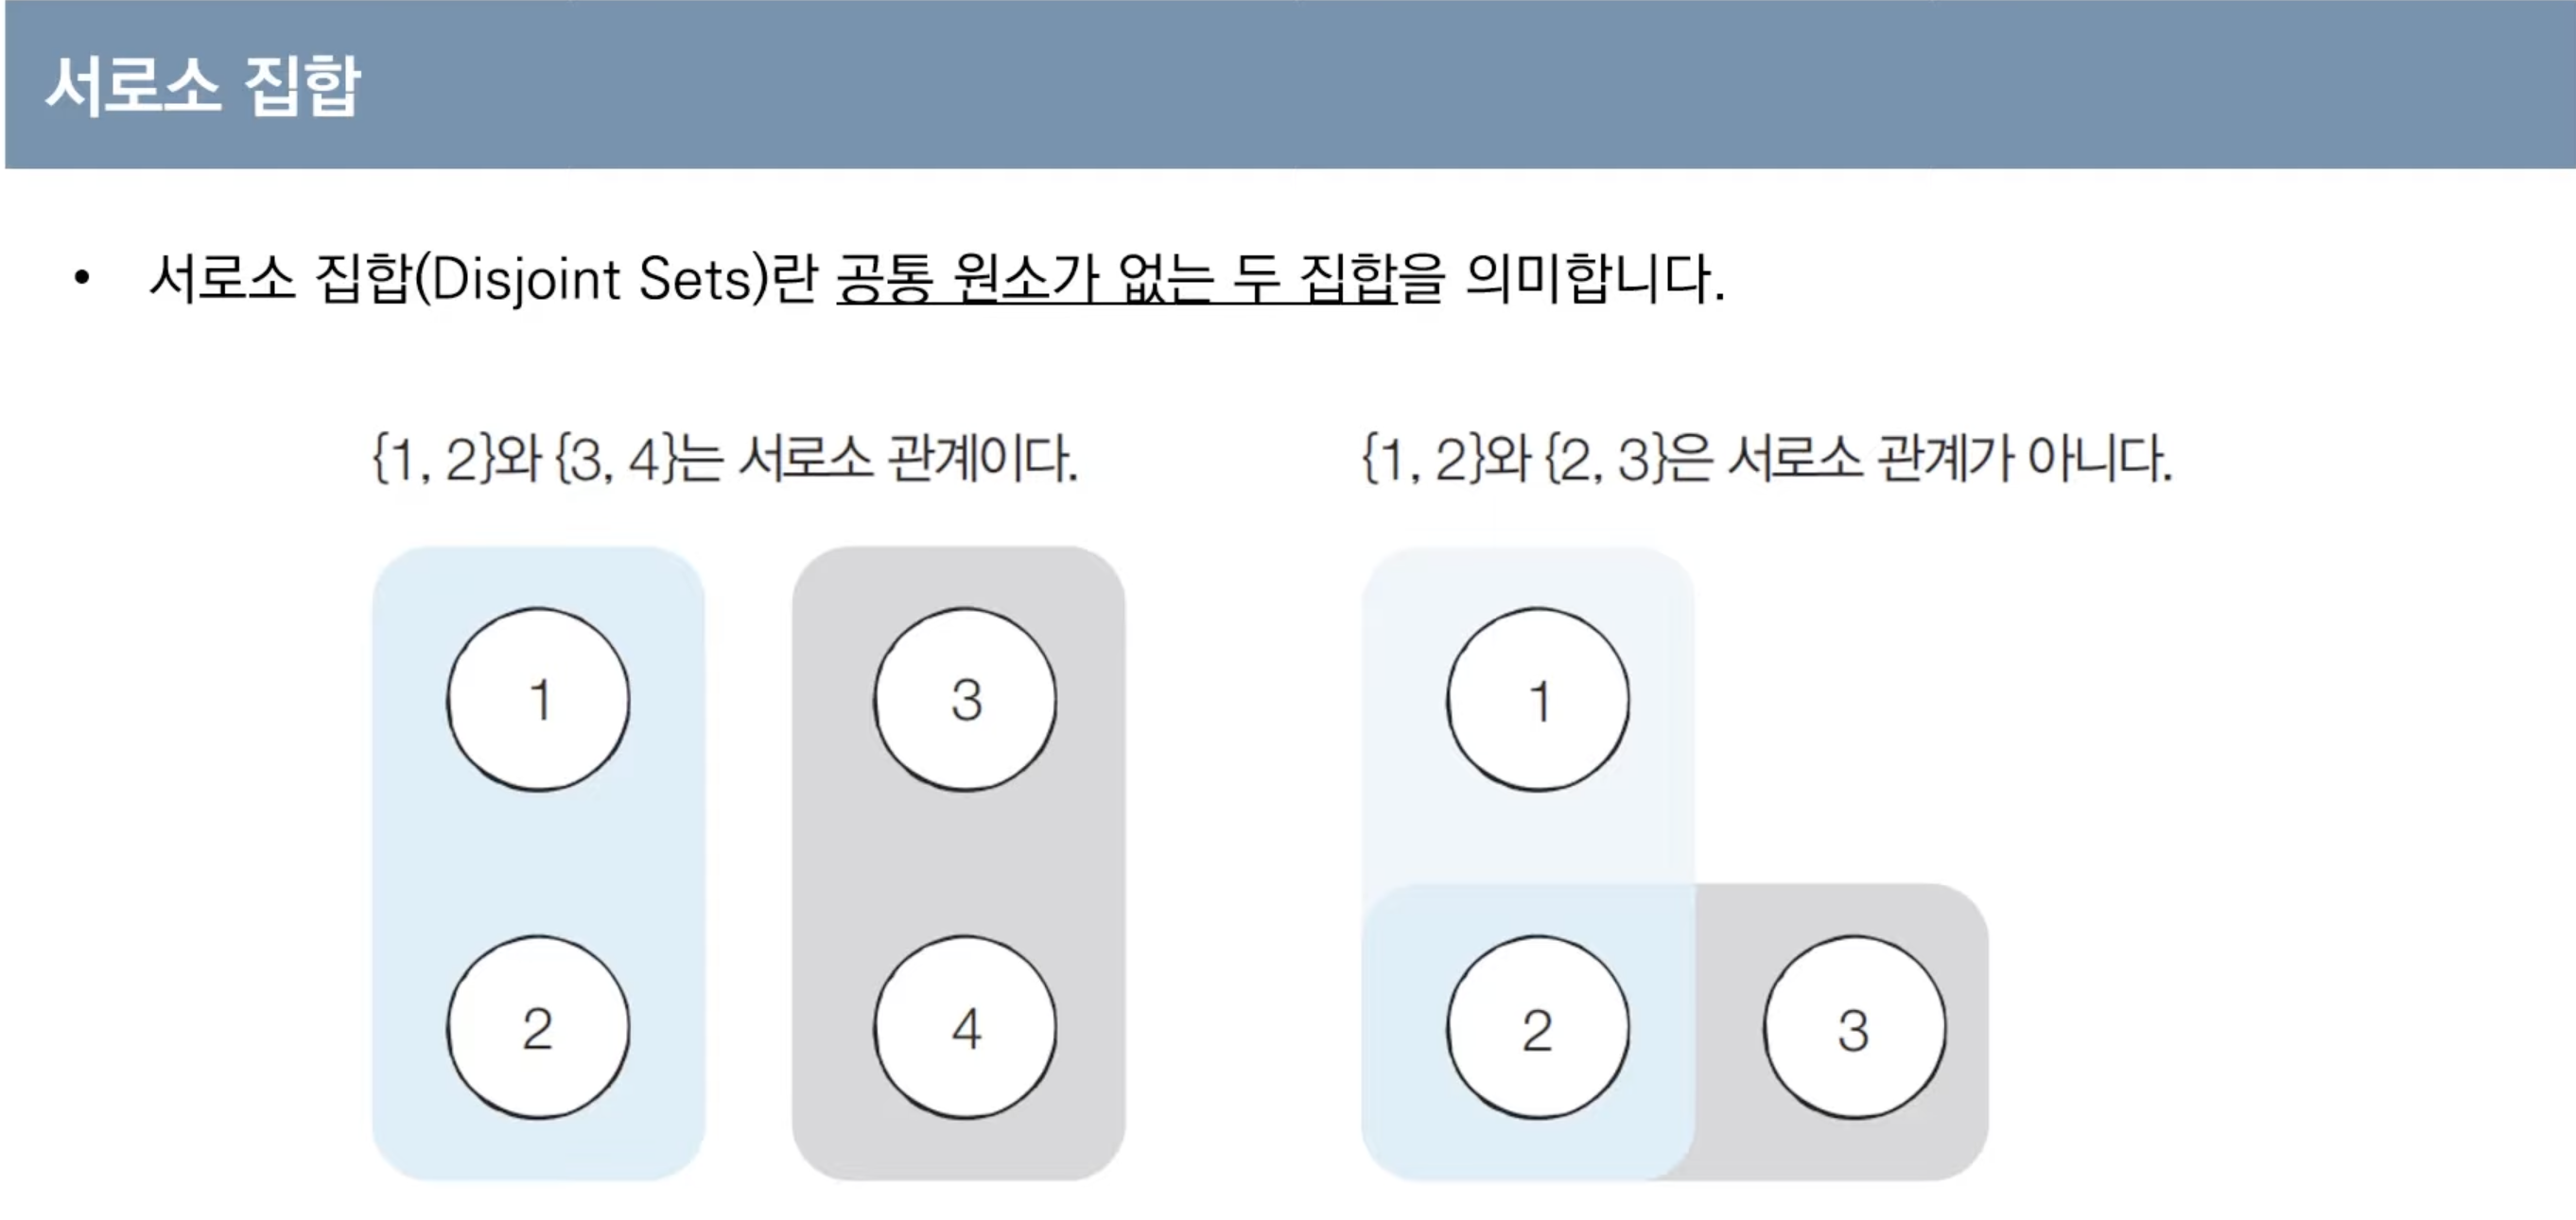 서로소 집합
• 서로소 집합(Disjoint Sets)란 공통 원소가 없는 두 집합을 의미합니다.
{1, 2}와 {3, 4}는 서로소 관계이다.
1
3
2
4
{1, 2}와 {2, 3}은 서로소 관계가 아니다.
1
2
3